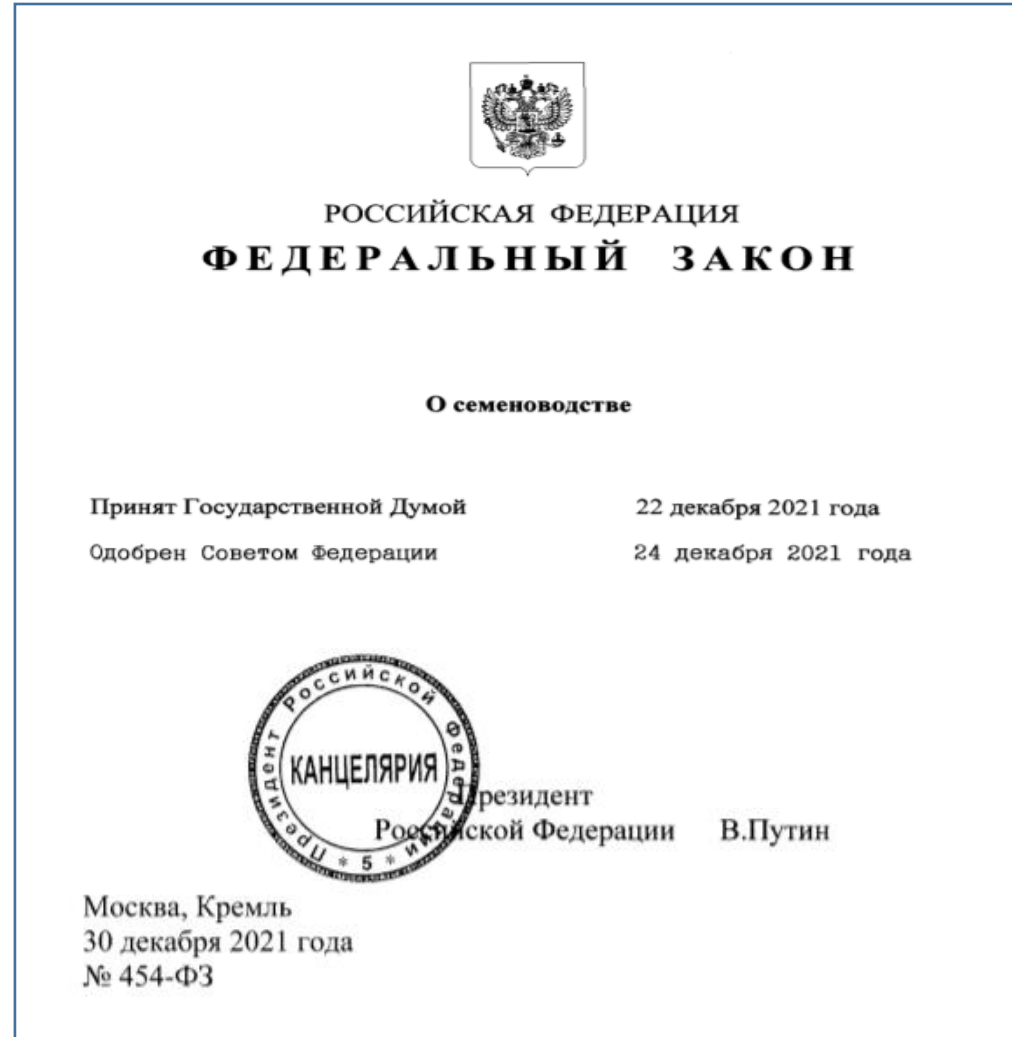 РОССИЙСКАЯ ФЕДЕРАЦИЯ
ФЕДЕРАЛЬНЫЙ ЗАКОН
О семеноводстве
Принят Государственной Думой 22 декабря 2021 года
Одобрен Советом Федерации 24 декабря 2021 года
Президент Российской Федерации * 5 *
КАНЦЕЛЯРИЯ
Президент
Российской Федерации В.Путин
Москва, Кремль
30 декабря 2021 года
№ 454-ФЗ